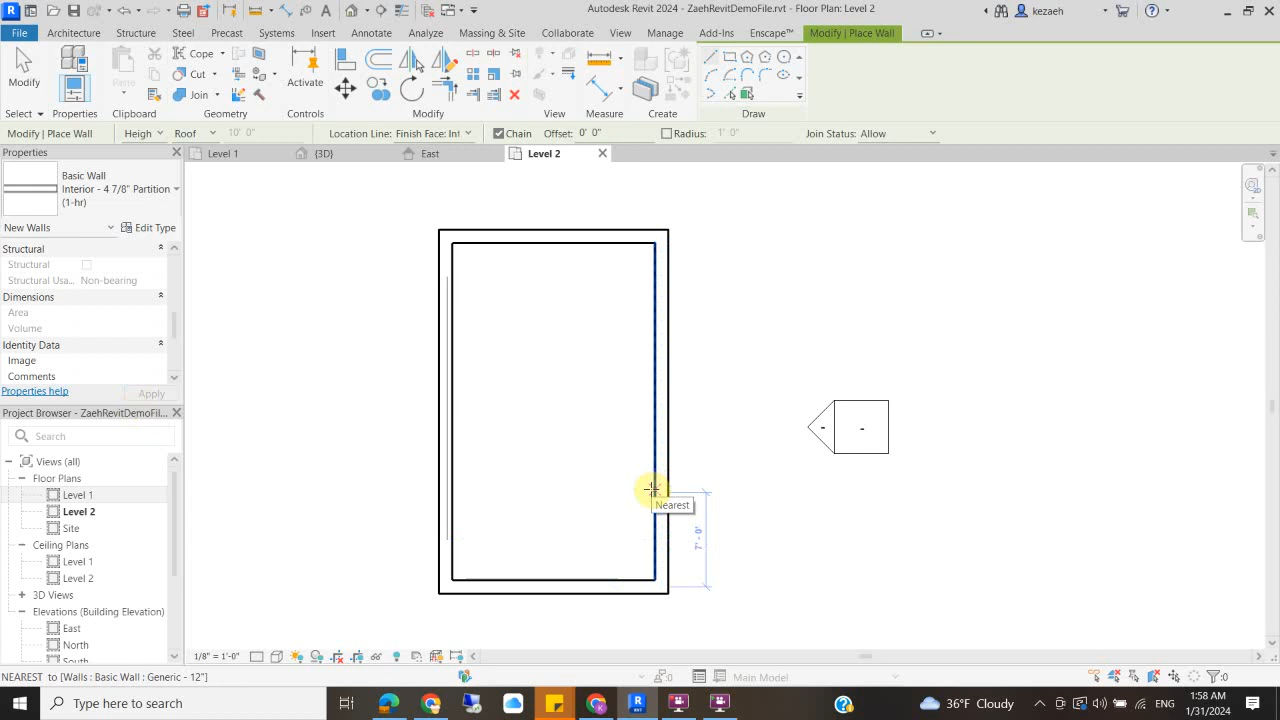 Autodesk Revit 2024 - ZaehRevitDemoFile.rvt - Floor Plan: Level 2
kezaeh
File Architecture Structure Steel Precast Systems Insert Annotate Analyze Massing & Site Collaborate View Manage Add-Ins Enscape™ Modify | Place Wall
Modify
Paste
Cope
Cut
Join
Activate
Select Properties Clipboard Geometry Controls Modify View Measure Create Draw
Modify | Place Wall Heigh Roof 10' 0" Location Line: Finish Face: Int Chain Offset: 0' 0" Radius: 1' 0" Join Status: Allow
Properties
Level 1 {3D} East Level 2
Basic Wall
Interior - 4 7/8" Partition
(1-hr)
New Walls Edit Type
Structural
Structural
Structural Usa... Non-bearing
Dimensions
Area
Volume
Identity Data
Image
Comments
Properties help Apply
Project Browser - ZaehRevitDemoFil...
Search
Views (all)
Floor Plans
Level 1
Level 2
Site
Ceiling Plans
Level 1
Level 2
3D Views
Elevations (Building Elevation)
East
North
South
Nearest
7' - 0"
1/8" = 1'-0"
NEAREST to [Walls : Basic Wall : Generic - 12"]
:0 Main Model :0
Type here to search
36°F Cloudy
ENG
1:58 AM
1/31/2024